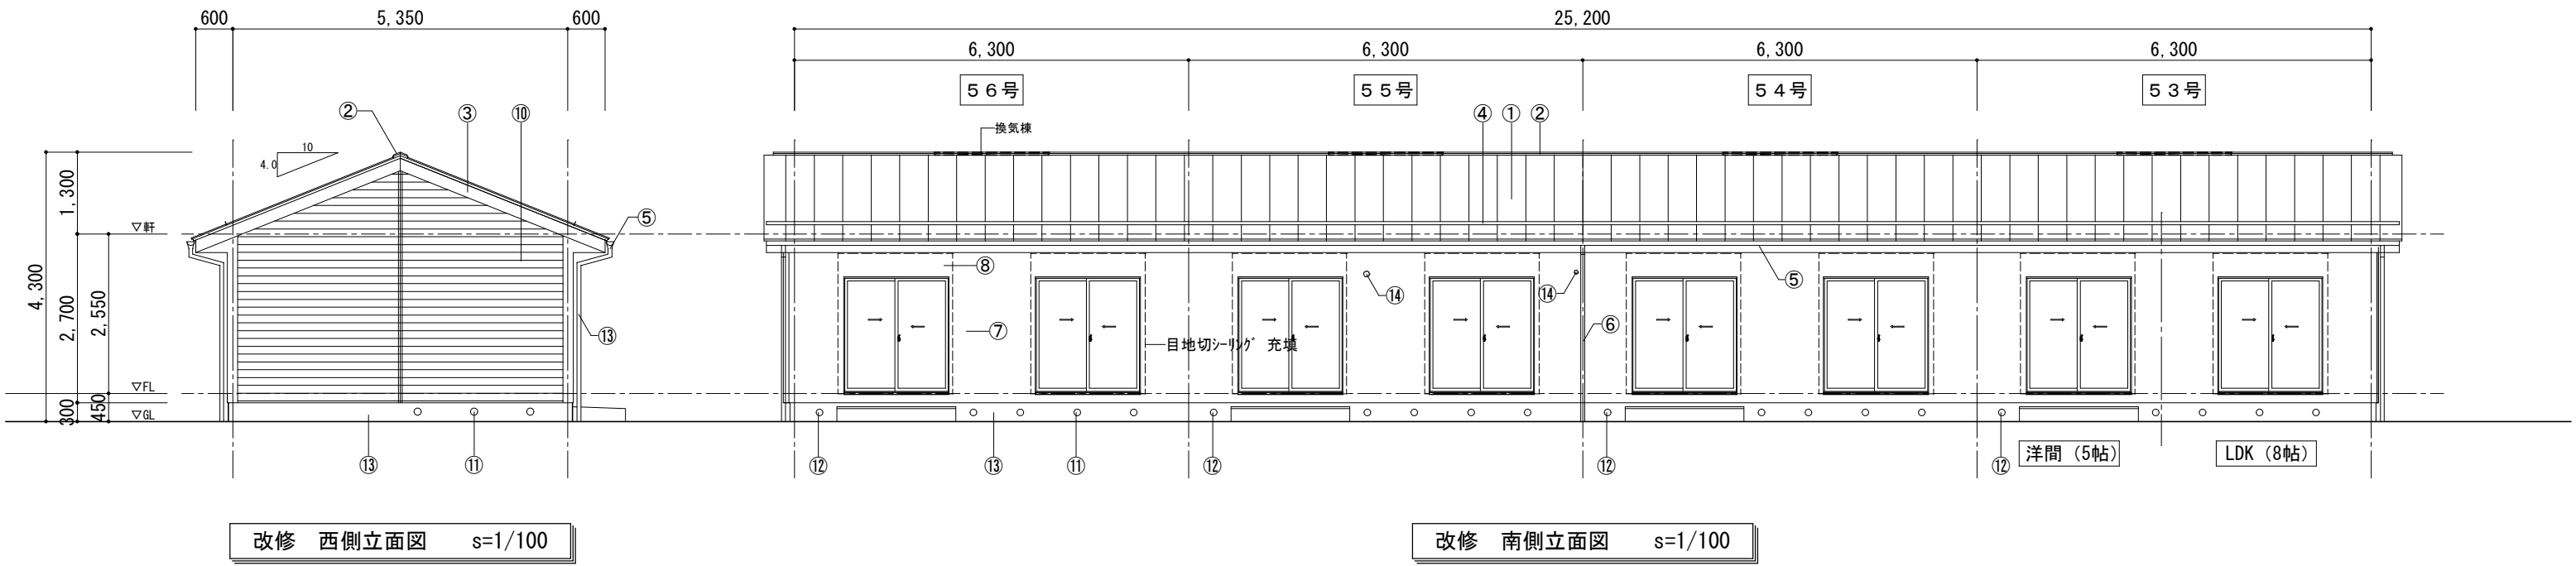 600 5,350 600
25,200
6,300 6,300 6,300 6,300
56号 55号 54号 53号
② ③ ⑩
④ ① ②
換気棟
10
4.0
1,300
▽軒
⑤
4,300
2,700
2,550
⑧
⑭ ⑭
⑤
⑬
⑦
⑥
目地切シーリング 充填
▽FL
300
450
▽GL
⑬ ⑪
⑫ ⑬ ⑪ ⑫ ⑫ ⑫
洋間(5帖) LDK(8帖)
改修 西側立面図 s=1/100
改修 南側立面図 s=1/100